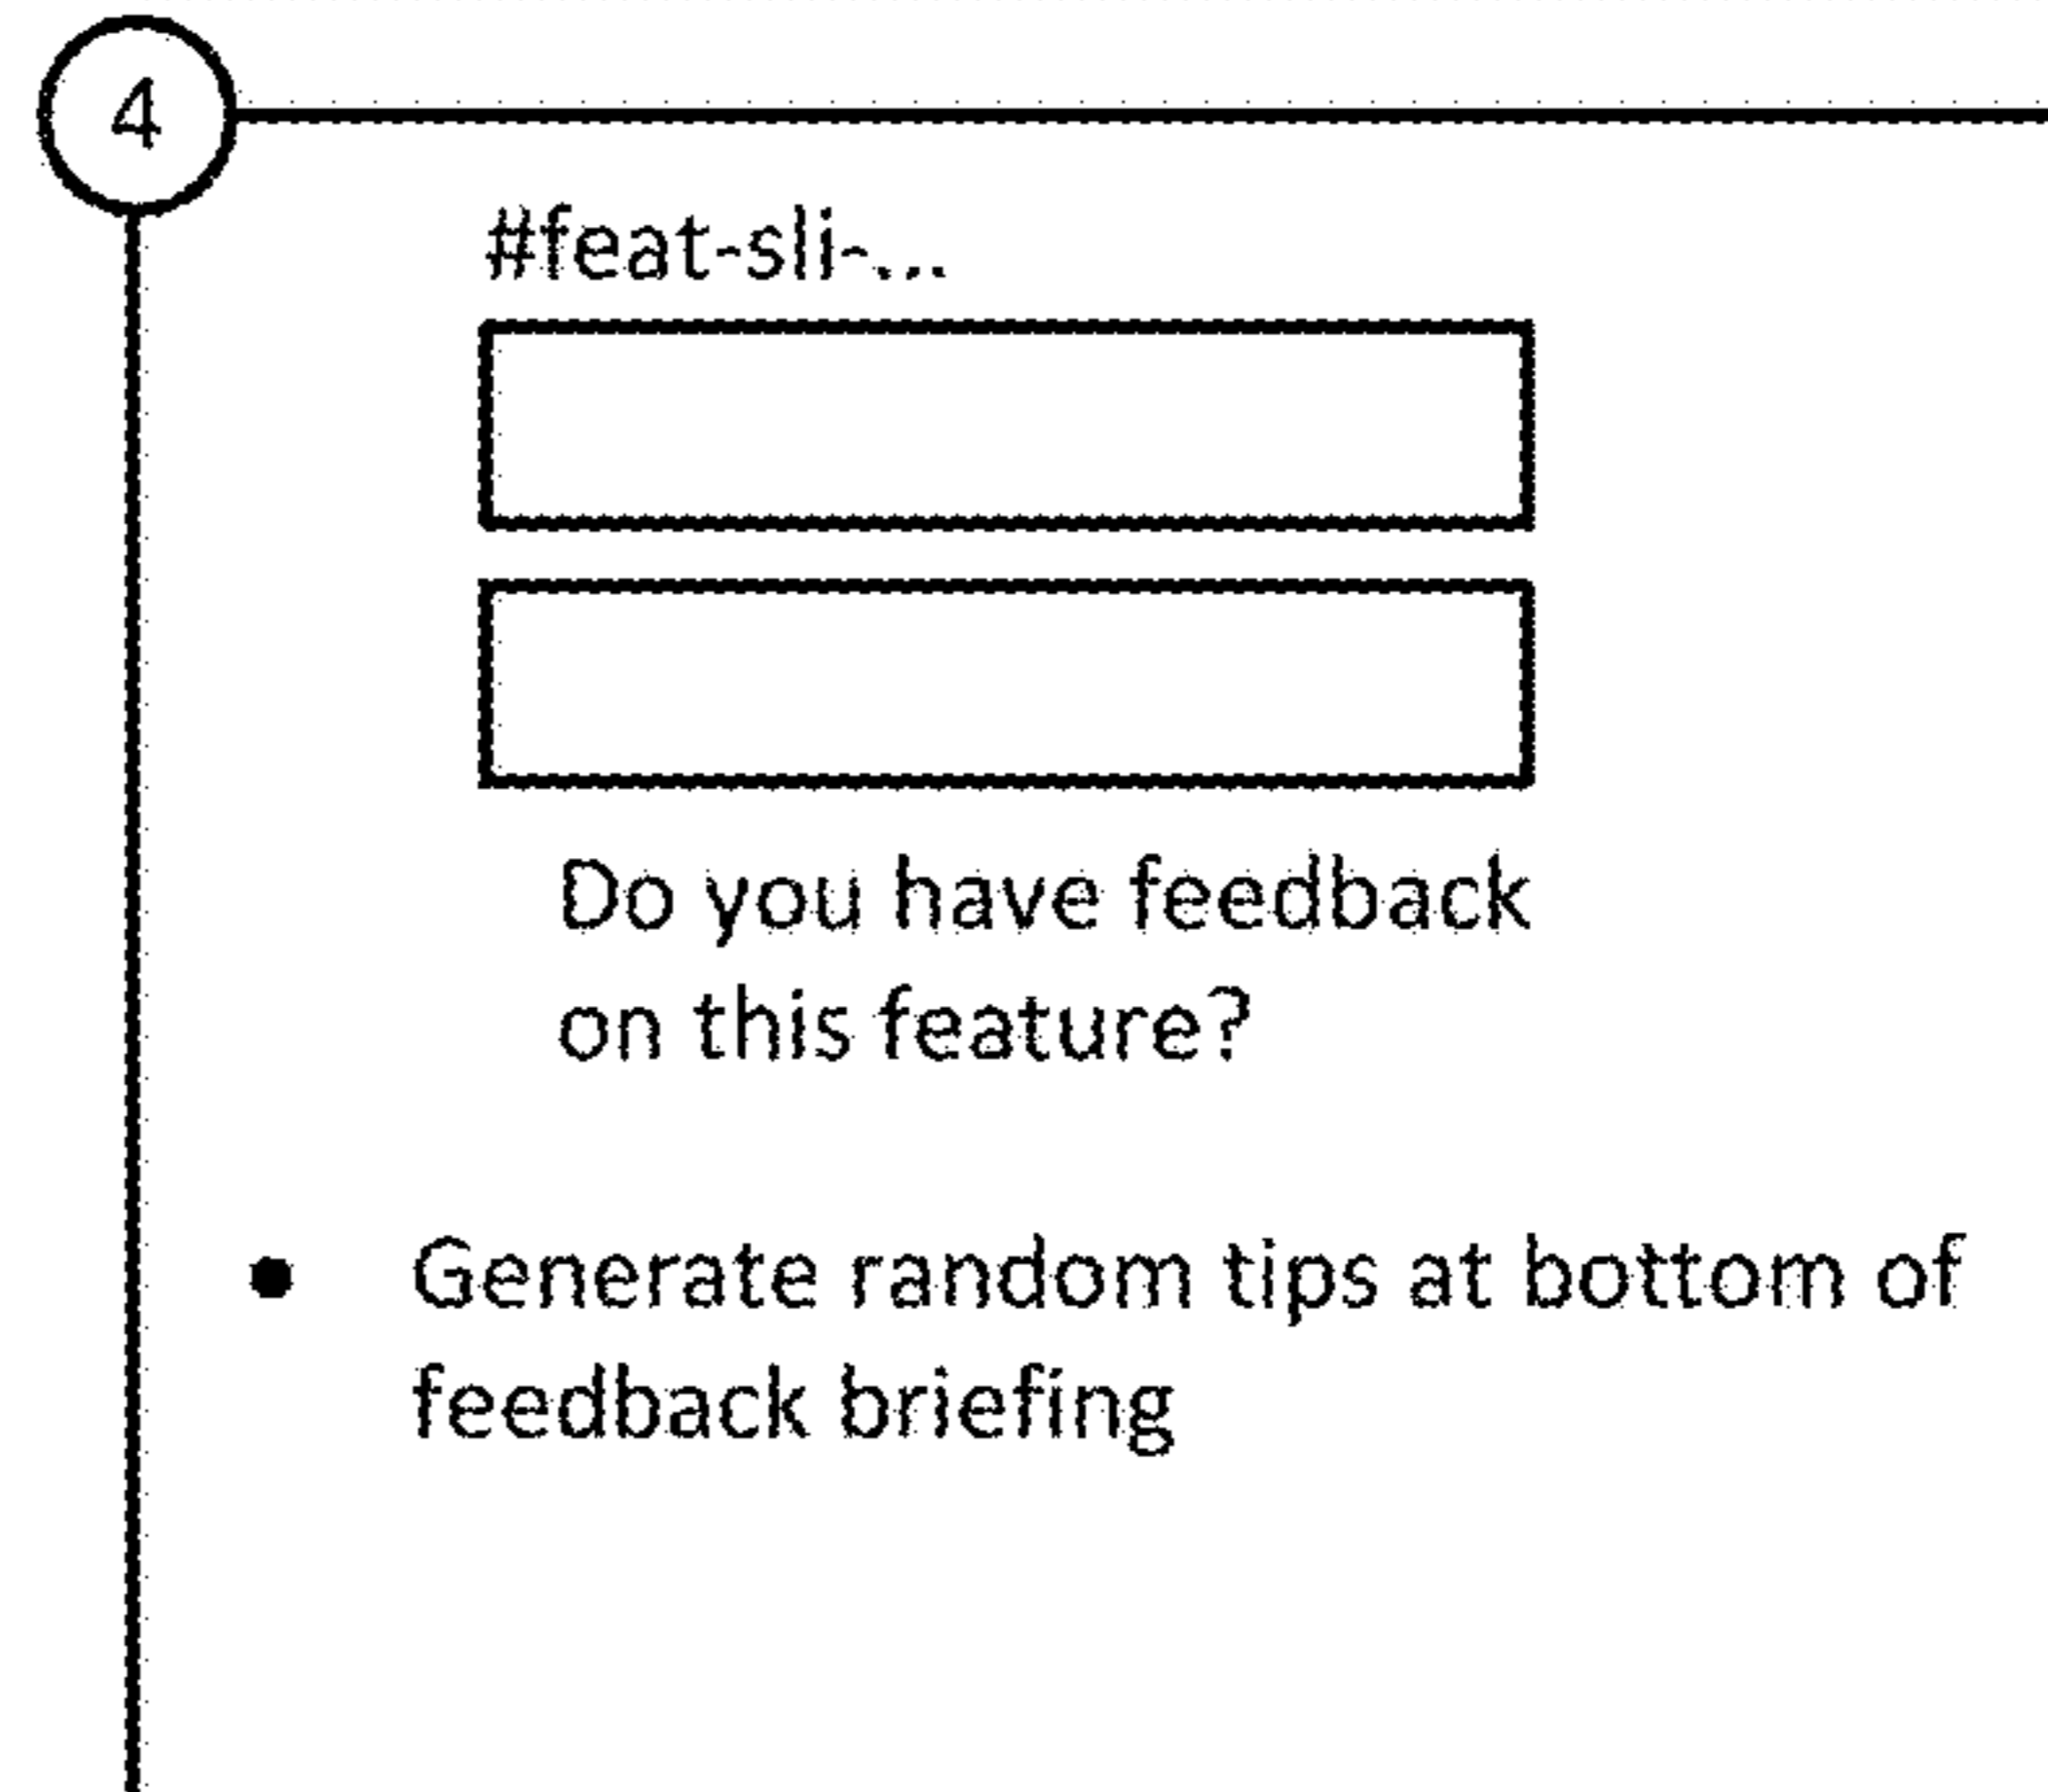 4
#feat-sli-...
Do you have feedback
on this feature?
● Generate random tips at bottom of
feedback briefing